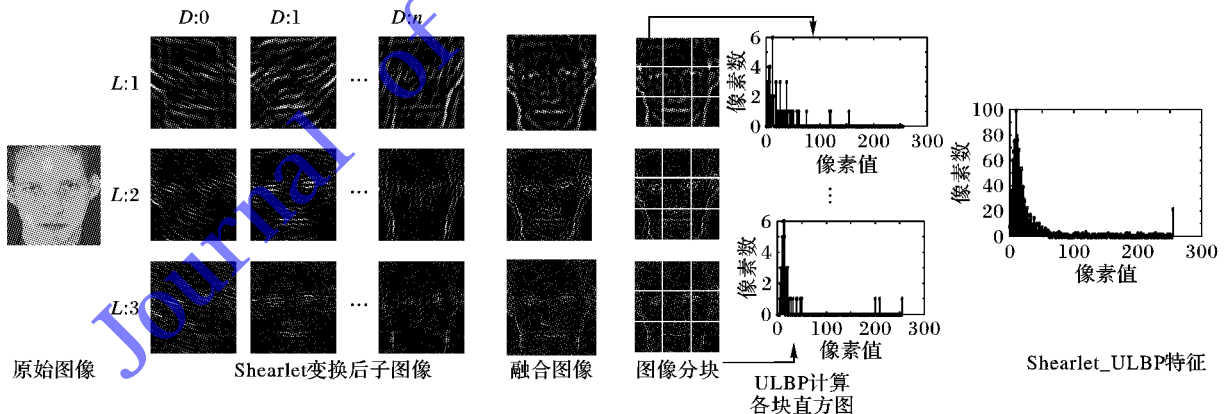 D:0 D:1 D:n
L:1
...
L:2
...
L:3
...
原始图像
Shearlet变换后子图像
融合图像
图像分块
像素数
6
4
2
0
0 100 200 300
像素值
⋮
像素数
6
4
2
0
0 100 200 300
像素值
ULBP计算
各块直方图
像素数
100
80
60
40
20
0
0 100 200 300
像素值
Shearlet_ULBP特征
Journal of